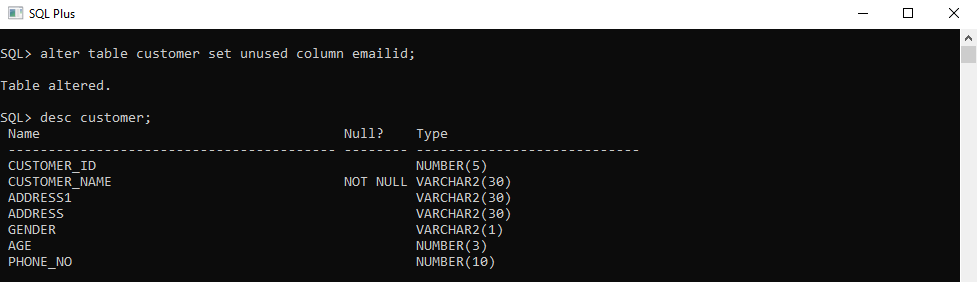 SQL Plus
SQL> alter table customer set unused column emailid;
Table altered.
SQL> desc customer;
 Name                                      Null?    Type
 ----------------------------------------- -------- ----------------------------
 CUSTOMER_ID                                        NUMBER(5)
 CUSTOMER_NAME                             NOT NULL VARCHAR2(30)
 ADDRESS1                                           VARCHAR2(30)
 ADDRESS                                            VARCHAR2(30)
 GENDER                                             VARCHAR2(1)
 AGE                                                NUMBER(3)
 PHONE_NO                                           NUMBER(10)